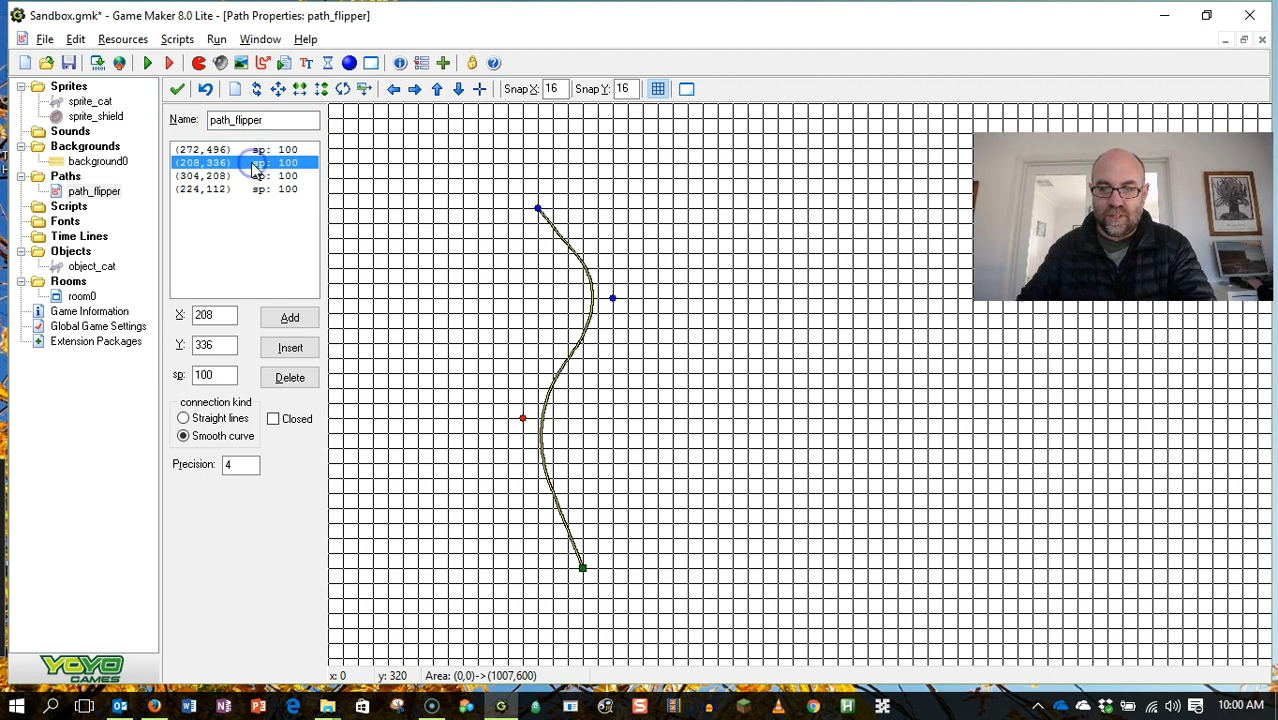 Sandbox.gmk* - Game Maker 8.0 Lite - [Path Properties: path_flipper]
File Edit Resources Scripts Run Window Help
Snap X: 16 Snap Y: 16
Sprites
sprite_cat
sprite_shield
Sounds
Backgrounds
background0
Paths
path_flipper
Scripts
Fonts
Time Lines
Objects
object_cat
Rooms
room0
Game Information
Global Game Settings
Extension Packages
YOYO
GAMES
Name: path_flipper
(272,496) sp: 100
(208,336) sp: 100
(304,208) sp: 100
(224,112) sp: 100
X: 208 Add
Y: 336 Insert
sp: 100 Delete
connection kind
Straight lines Closed
Smooth curve
Precision: 4
x: 0 y: 320 Area: (0,0)->(1007,600)
10:00 AM